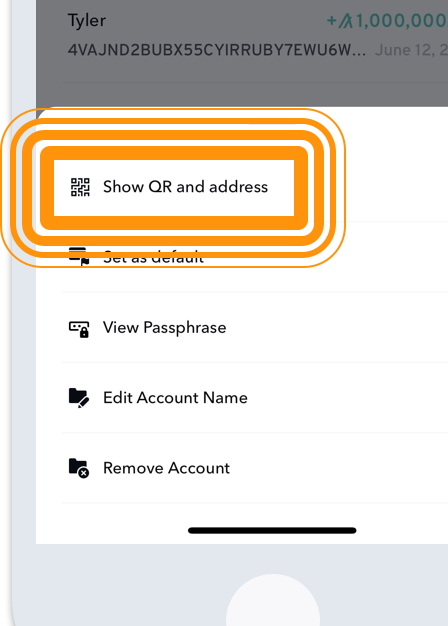 Tyler +1,000,000
4VAJND2BUBX55CYIRRUBY7EWU6W... June 12, 2
Show QR and address
Set as default
View Passphrase
Edit Account Name
Remove Account